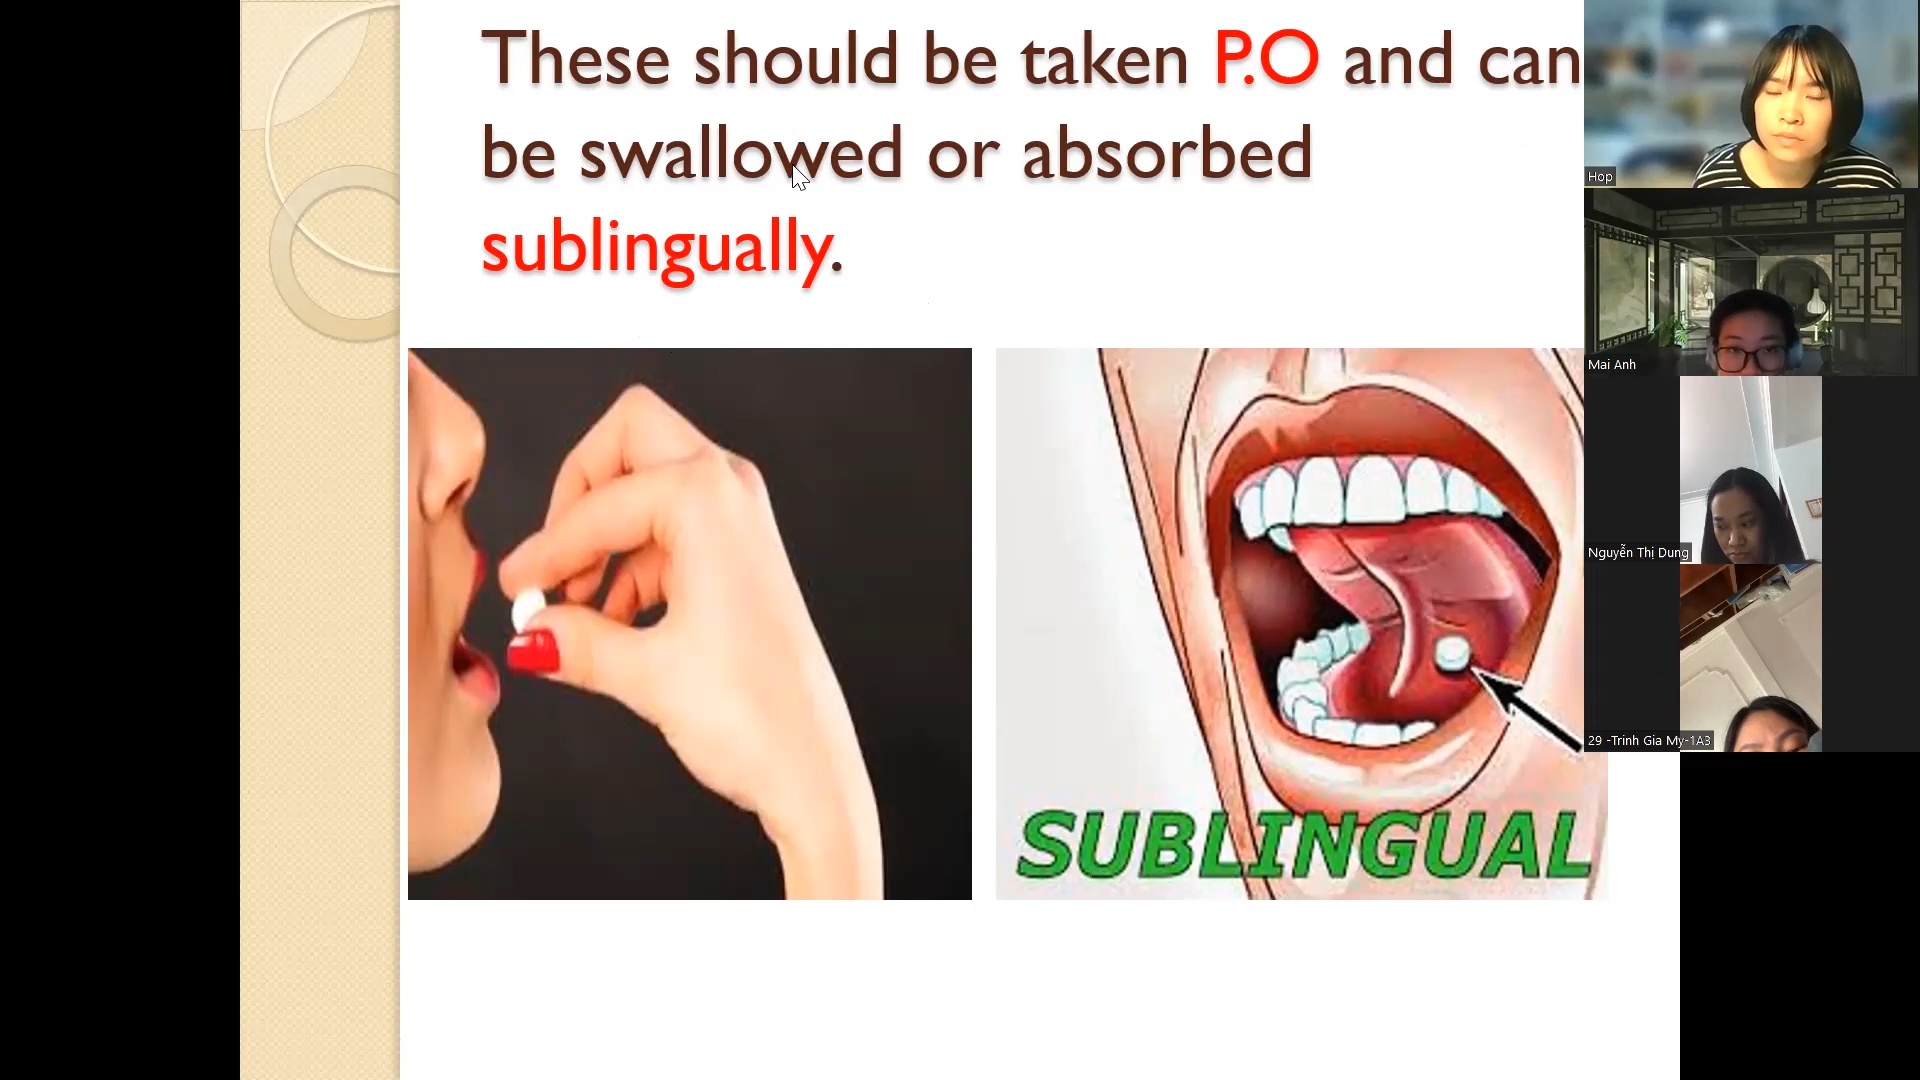 These should be taken P.O and can
be swallowed or absorbed
sublingually.
SUBLINGUAL
Hop
Mai Anh
Nguyễn Thị Dung
29 -Trinh Gia My-1A3